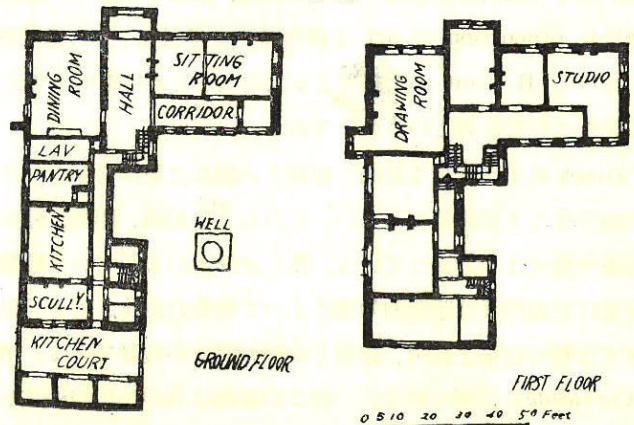 DINING ROOM
HALL
SITTING
ROOM
CORRIDOR
LAV
PANTRY
KITCHEN
SCULLY.
KITCHEN
COURT
WELL
GROUND FLOOR
DRAWING
ROOM
STUDIO
FIRST FLOOR
0 5 10 20 30 40 50 Feet